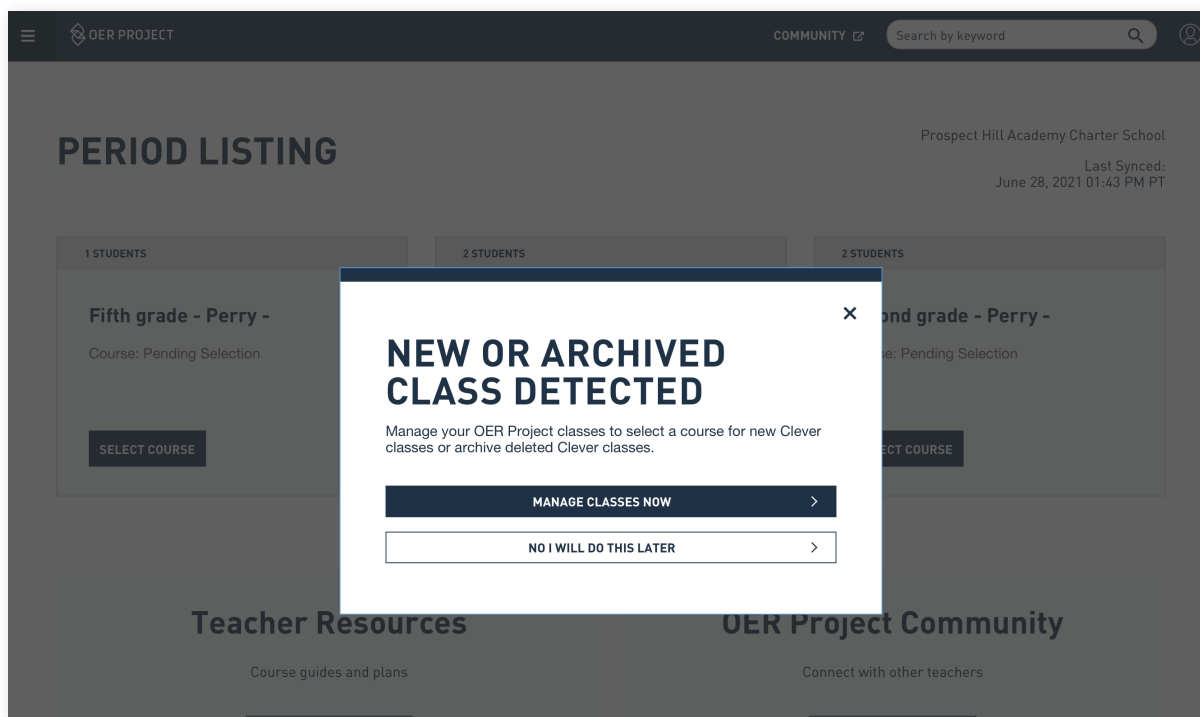 OER PROJECT
COMMUNITY
Search by keyword
PERIOD LISTING
Prospect Hill Academy Charter School
Last Synced:
June 28, 2021 01:43 PM PT
1 STUDENTS
2 STUDENTS
2 STUDENTS
Fifth grade - Perry -
Course: Pending Selection
SELECT COURSE
ond grade - Perry -
se: Pending Selection
ECT COURSE
NEW OR ARCHIVED
CLASS DETECTED
Manage your OER Project classes to select a course for new Clever
classes or archive deleted Clever classes.
MANAGE CLASSES NOW
NO I WILL DO THIS LATER
Teacher Resources
Course guides and plans
OER Project Community
Connect with other teachers